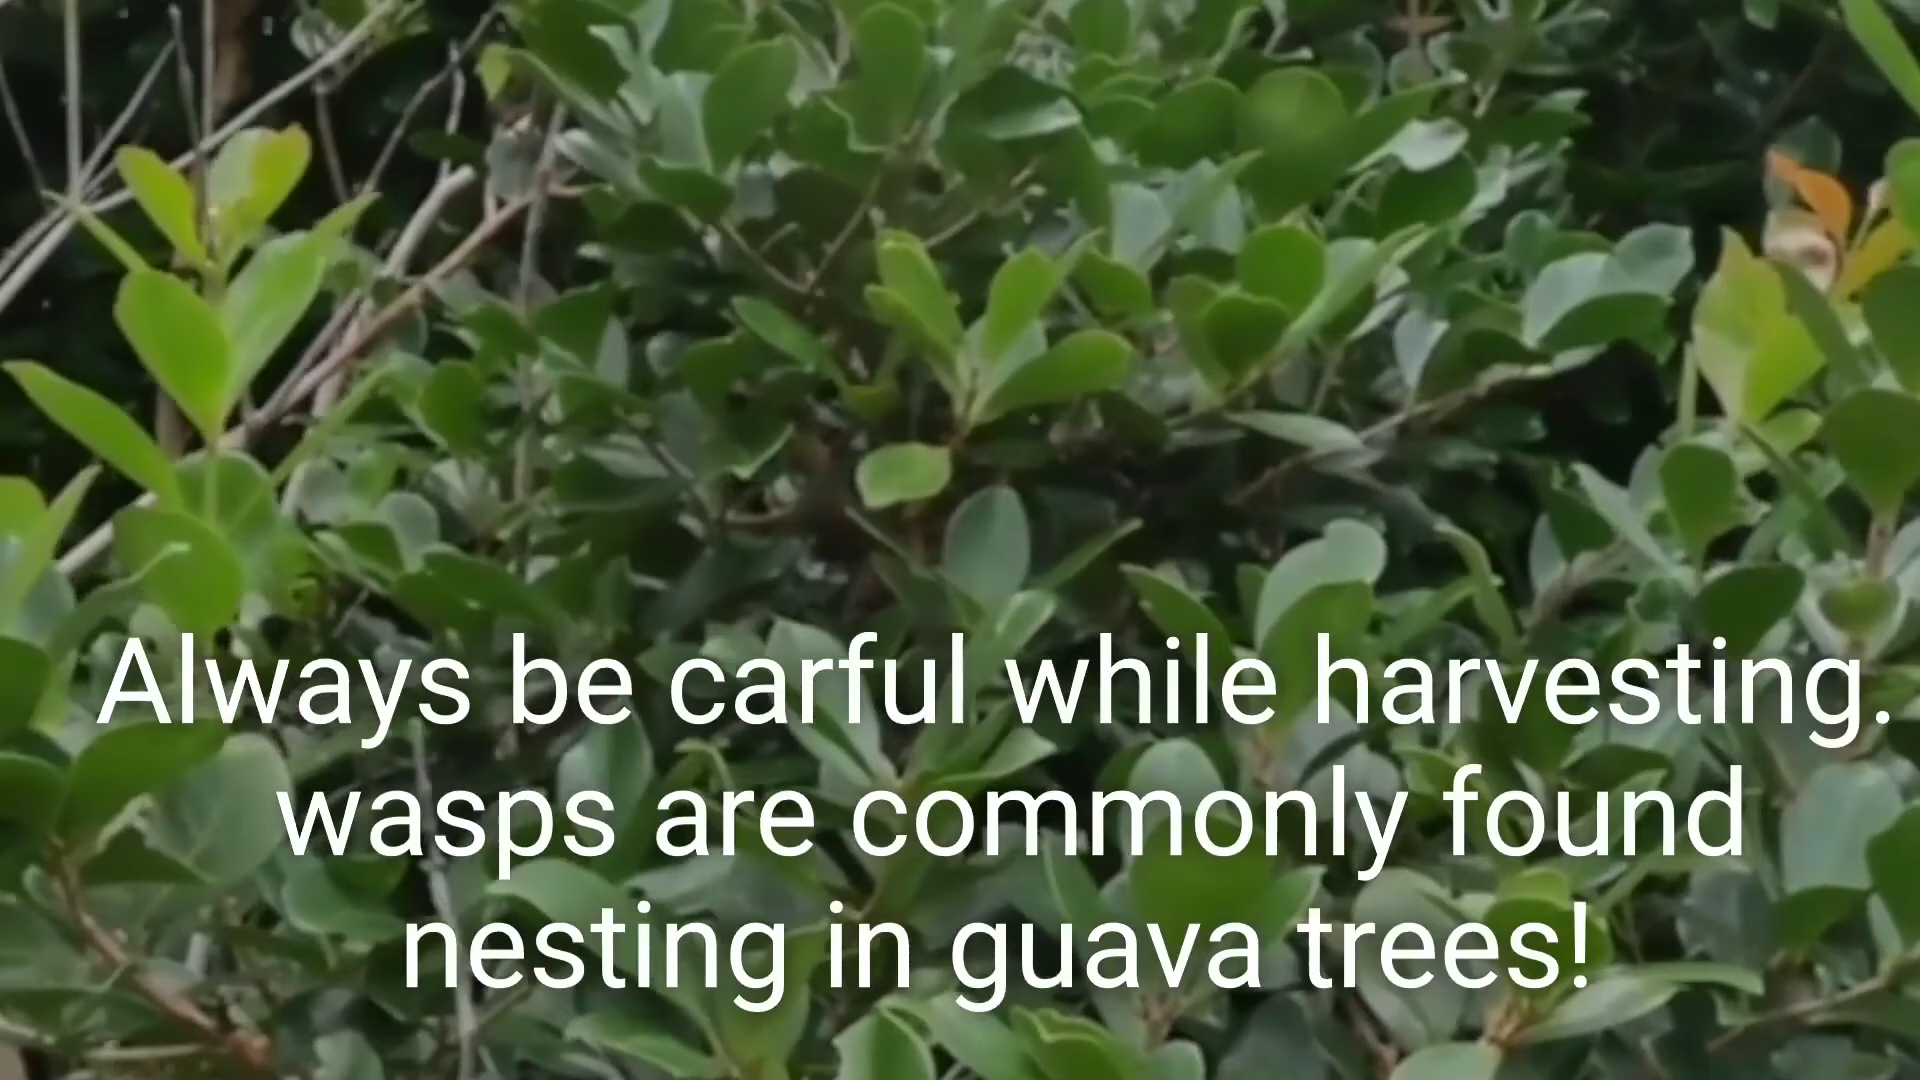 Always be carful while harvesting.
wasps are commonly found
nesting in guava trees!